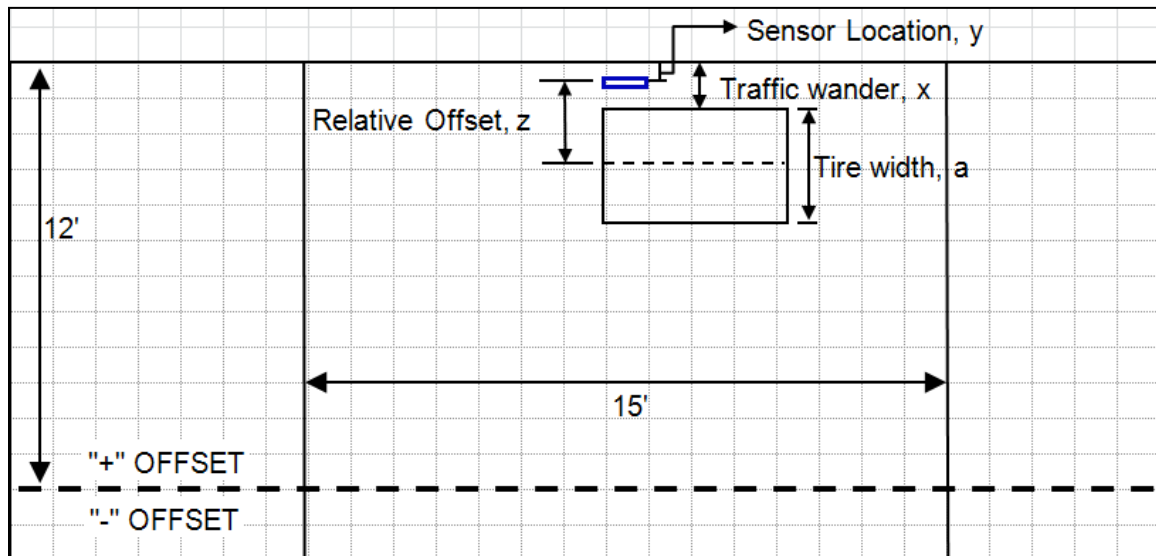 Sensor Location, y
Traffic wander, x
Relative Offset, z
Tire width, a
12'
15'
"+" OFFSET
"-" OFFSET